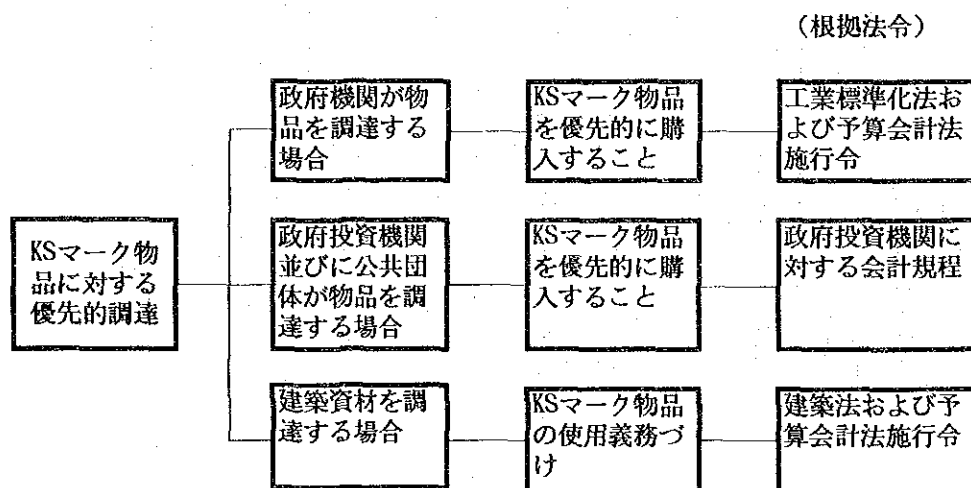 （根拠法令）
政府機関が物
品を調達する
場合
KSマーク物品
を優先的に購
入すること
工業標準化法お
よび予算会計法
施行令
KSマーク物
品に対する
優先的調達
政府投資機関
並びに公共団
体が物品を調
達する場合
KSマーク物品
を優先的に購
入すること
政府投資機関に
対する会計規程
建築資材を調
達する場合
KSマーク物品
の使用義務づ
け
建築法および予
算会計法施行令